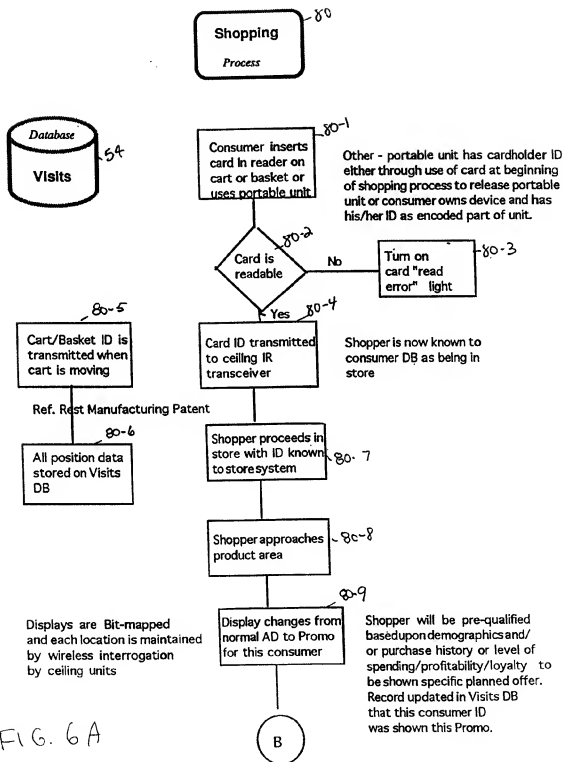 Shopping
Process
80
Database
Visits
54
Consumer inserts
card in reader on
cart or basket or
uses portable unit
80-1
Other - portable unit has cardholder ID
either through use of card at beginning
of shopping process to release portable
unit or consumer owns device and has
his/her ID as encoded part of unit.
Card is
readable
80-2
No
Turn on
card "read
error" light
80-3
Yes
80-4
Card ID transmitted
to ceiling IR
transceiver
Shopper is now known to
consumer DB as being in
store
80-5
Cart/Basket ID is
transmitted when
cart is moving
Ref. Rest Manufacturing Patent
80-6
All position data
stored on Visits
DB
Shopper proceeds in
store with ID known
to store system
80-7
Shopper approaches
product area
80-8
80-9
Displays are Bit-mapped
and each location is maintained
by wireless interrogation
by ceiling units
Display changes from
normal AD to Promo
for this consumer
Shopper will be pre-qualified
based upon demographics and/
or purchase history or level of
spending/profitability/loyalty to
be shown specific planned offer.
Record updated in Visits DB
that this consumer ID
was shown this Promo.
B
FIG. 6A